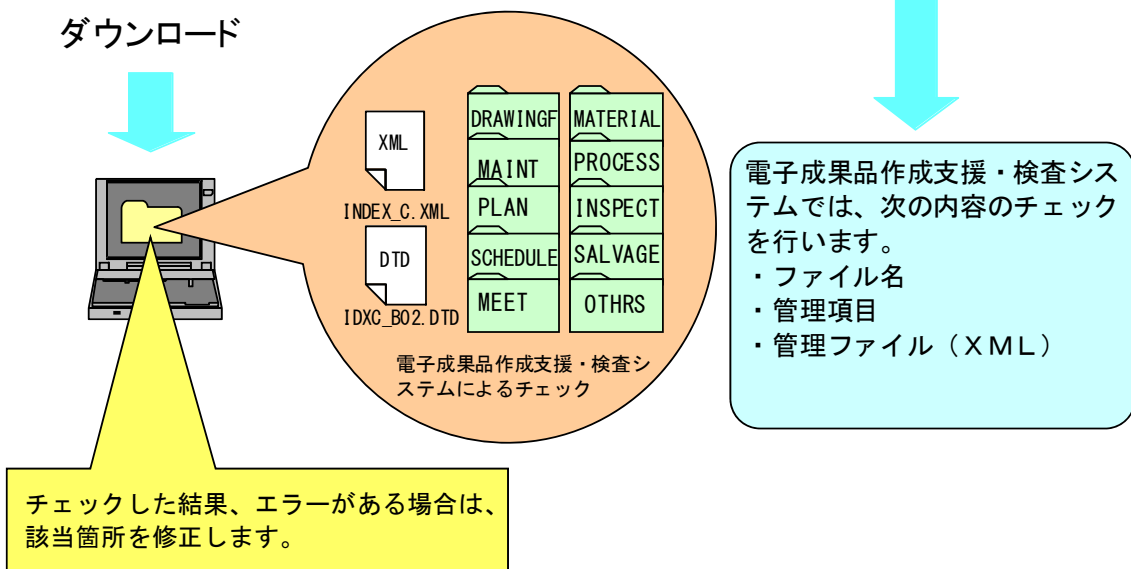 ダウンロード
XML
INDEX_C.XML
DTD
IDXC_B02.DTD
DRAWINGF
MAINT
PLAN
SCHEDULE
MEET
MATERIAL
PROCESS
INSPECT
SALVAGE
OTHRS
電子成果品作成支援・検査シ
ステムによるチェック
電子成果品作成支援・検査シス
テムでは、次の内容のチェック
を行います。
・ファイル名
・管理項目
・管理ファイル（ＸＭＬ）
チェックした結果、エラーがある場合は、
該当箇所を修正します。